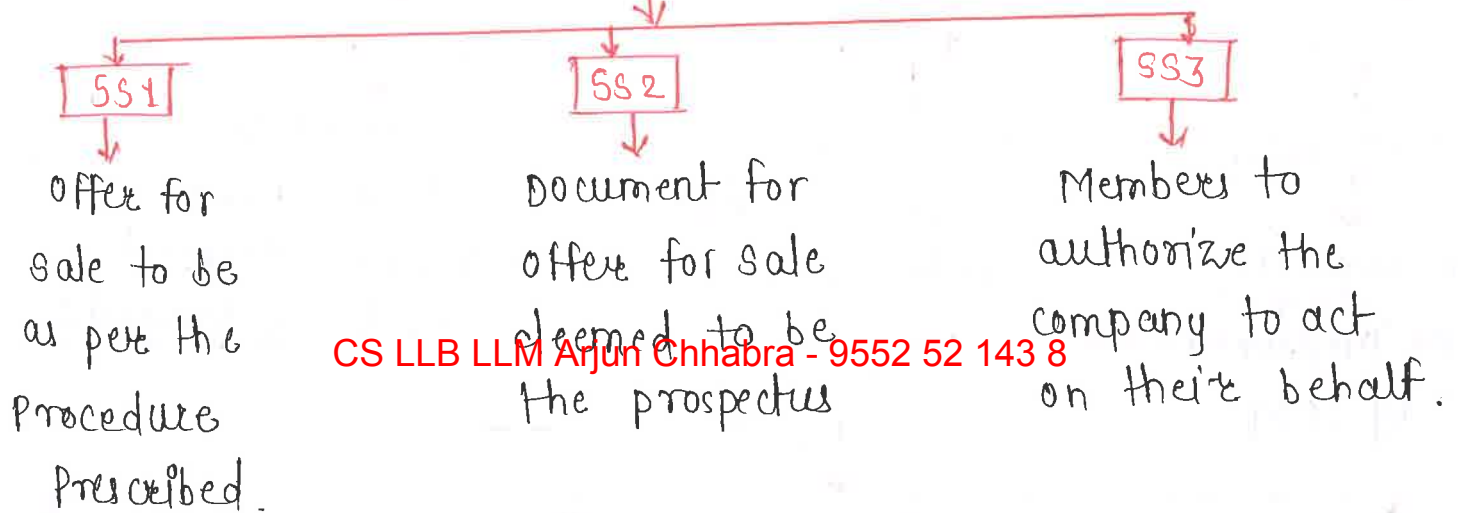 SS1
SS2
SS3
Offer for
sale to be
as per the
Procedure
Prescribed.
Document for
offer for sale
deemed to be
the prospectus
Members to
authorize the
company to act
on their behalf.
CS LLB LLM Arjun Chhabra - 9552 52 143 8